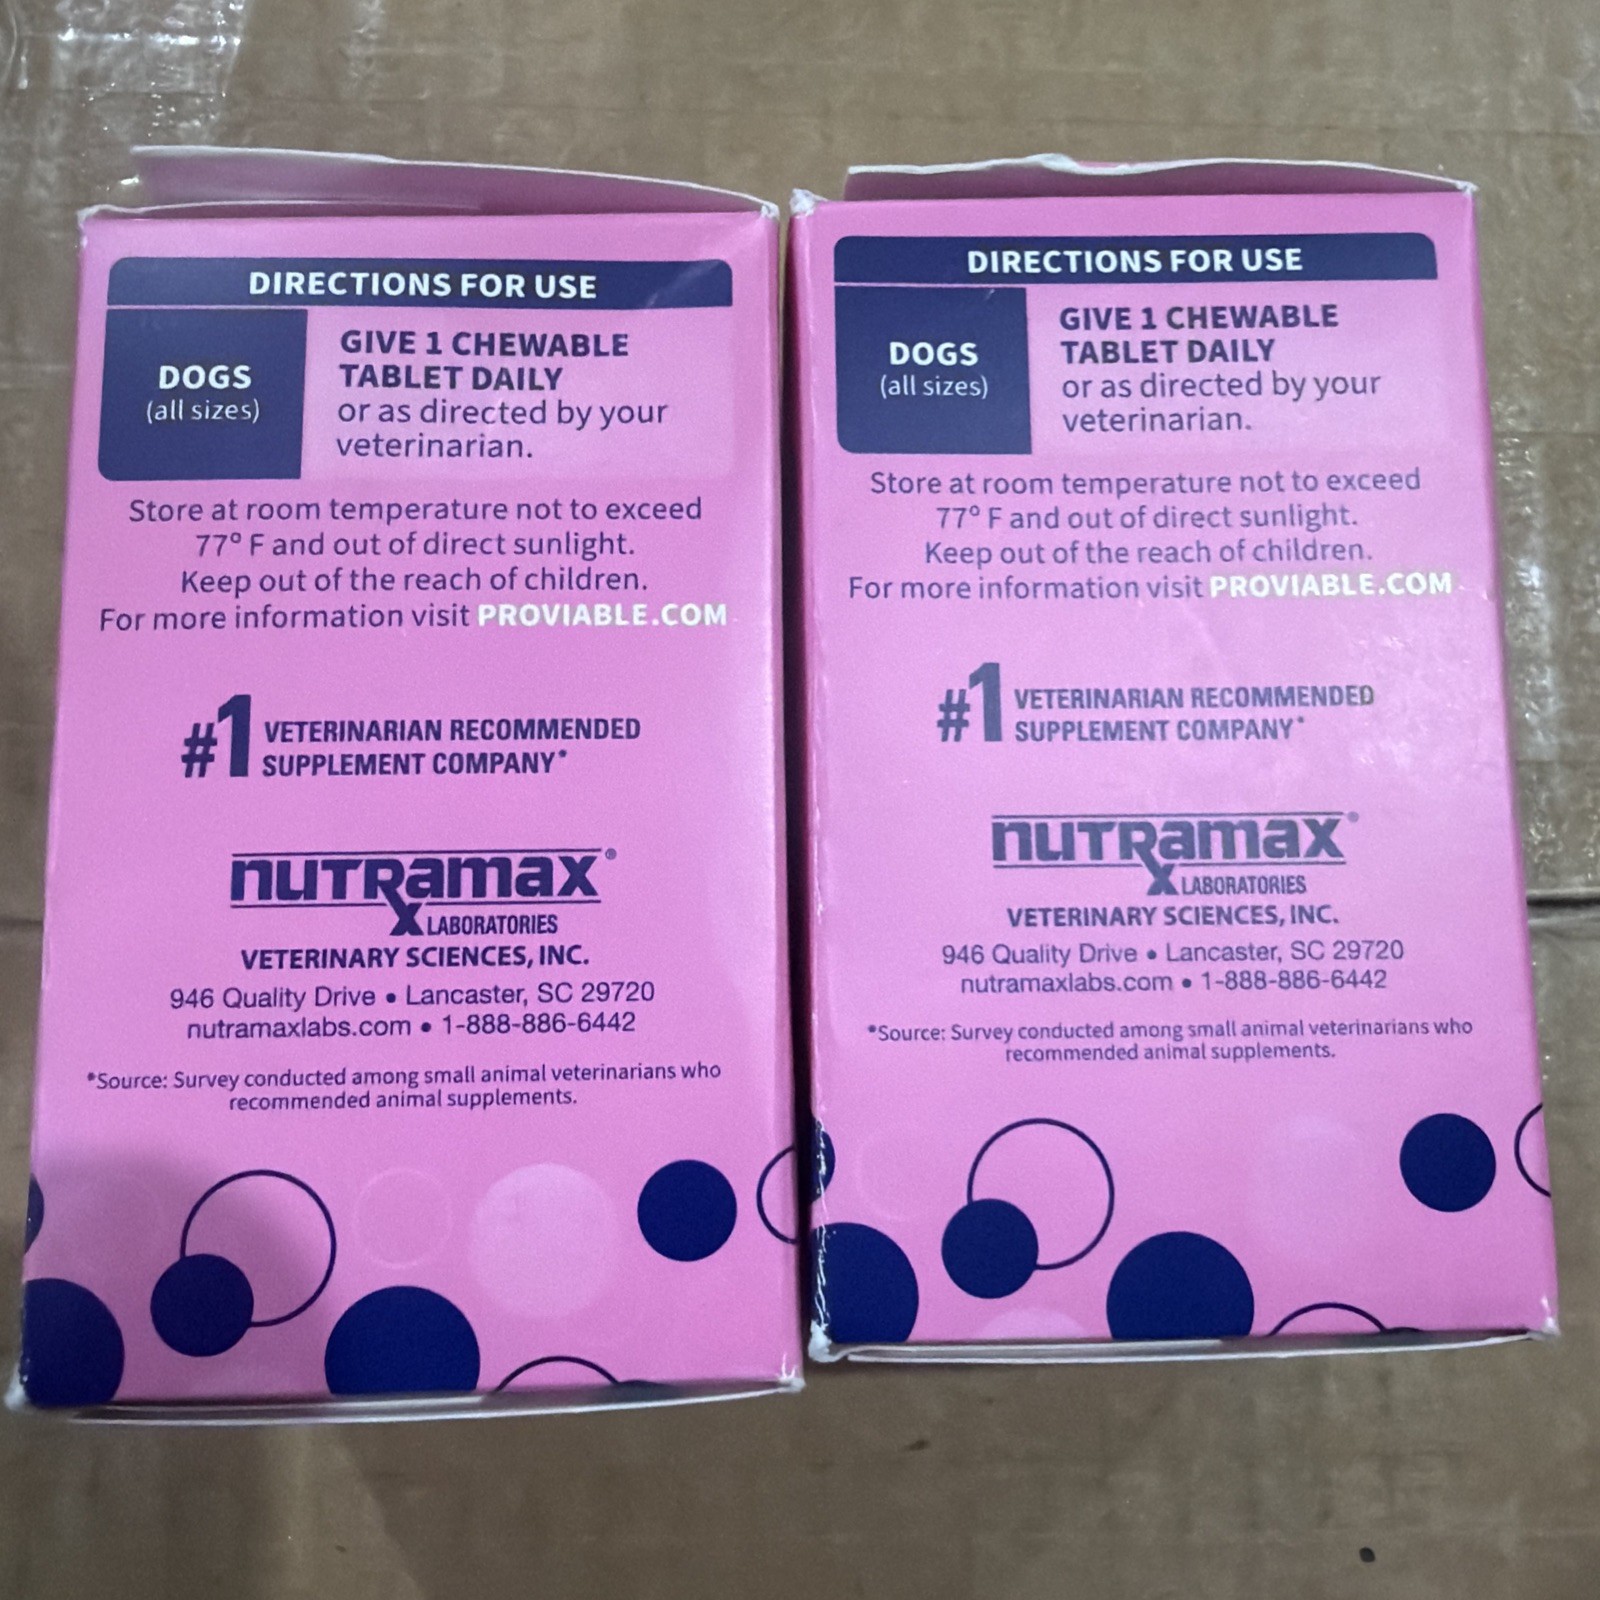 DIRECTIONS FOR USE
DOGS
(all sizes)
GIVE 1 CHEWABLE
TABLET DAILY
or as directed by your
veterinarian.
Store at room temperature not to exceed
77° F and out of direct sunlight.
Keep out of the reach of children.
For more information visit PROVIABLE.COM
#1 VETERINARIAN RECOMMENDED
SUPPLEMENT COMPANY*
nutramax®
LABORATORIES
VETERINARY SCIENCES, INC.
946 Quality Drive • Lancaster, SC 29720
nutramaxlabs.com • 1-888-886-6442
*Source: Survey conducted among small animal veterinarians who
recommended animal supplements.
DIRECTIONS FOR USE
DOGS
(all sizes)
GIVE 1 CHEWABLE
TABLET DAILY
or as directed by your
veterinarian.
Store at room temperature not to exceed
77° F and out of direct sunlight.
Keep out of the reach of children.
For more information visit PROVIABLE.COM
#1 VETERINARIAN RECOMMENDED
SUPPLEMENT COMPANY*
nutramax®
LABORATORIES
VETERINARY SCIENCES, INC.
946 Quality Drive • Lancaster, SC 29720
nutramaxlabs.com • 1-888-886-6442
*Source: Survey conducted among small animal veterinarians who
recommended animal supplements.